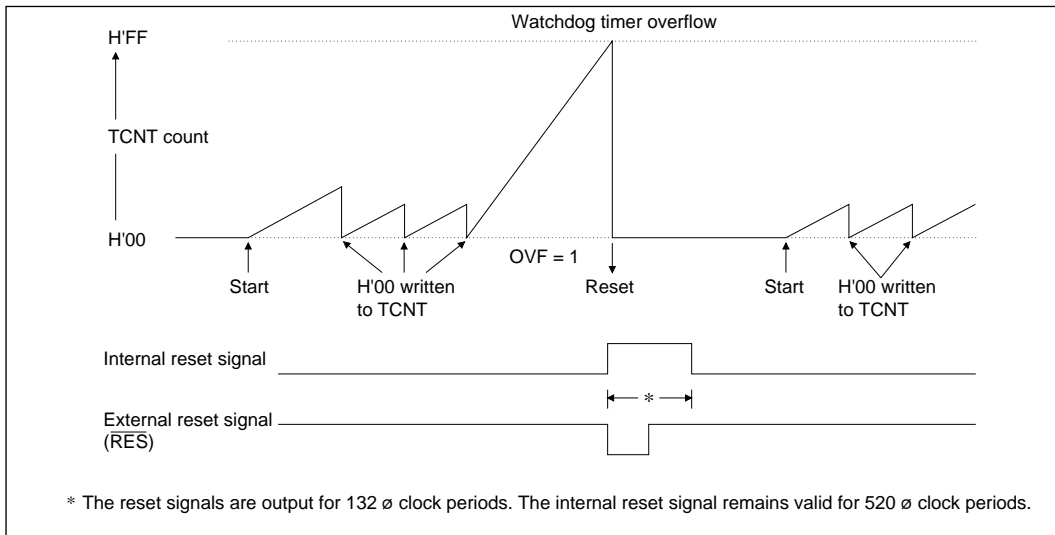 Watchdog timer overflow
H'FF
TCNT count
H'00
OVF = 1
Start
H'00 written
to TCNT
Reset
Start
H'00 written
to TCNT
Internal reset signal
*
External reset signal
(RES)
* The reset signals are output for 132 ø clock periods. The internal reset signal remains valid for 520 ø clock periods.